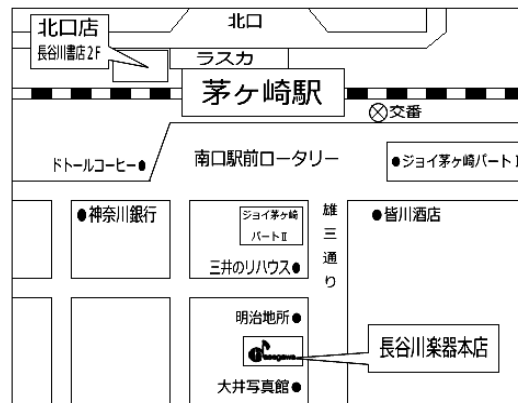 北口
北口店
長谷川書店2F
ラスカ
茅ヶ崎駅
交番
ドトールコーヒー
南口駅前ロータリー
ジョイ茅ヶ崎パートI
神奈川銀行
ジョイ茅ヶ崎
パートII
雄三通り
皆川酒店
三井のリハウス
明治地所
長谷川楽器本店
大井写真館